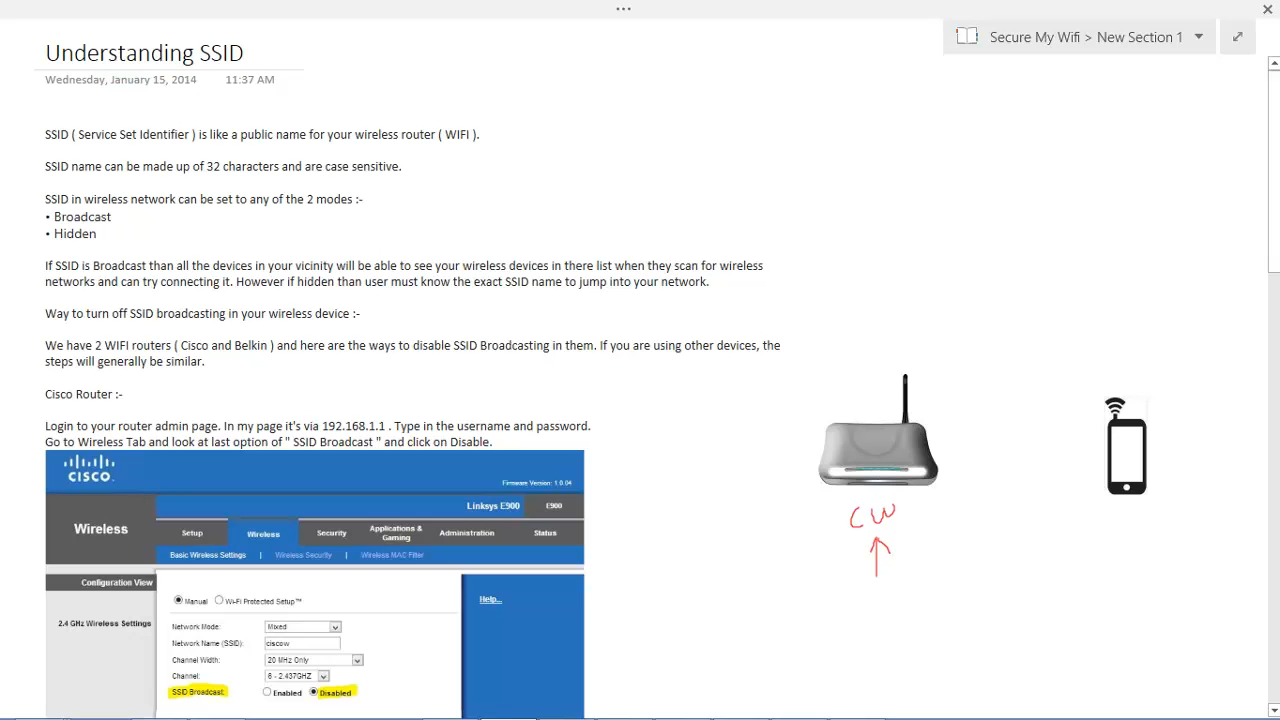 Understanding SSID
Secure My Wifi > New Section 1
Wednesday, January 15, 2014 11:37 AM
SSID ( Service Set Identifier ) is like a public name for your wireless router ( WIFI ).
SSID name can be made up of 32 characters and are case sensitive.
SSID in wireless network can be set to any of the 2 modes :-
• Broadcast
• Hidden
If SSID is Broadcast than all the devices in your vicinity will be able to see your wireless devices in there list when they scan for wireless
networks and can try connecting it. However if hidden than user must know the exact SSID name to jump into your network.
Way to turn off SSID broadcasting in your wireless device :-
We have 2 WIFI routers ( Cisco and Belkin ) and here are the ways to disable SSID Broadcasting in them. If you are using other devices, the
steps will generally be similar.
Cisco Router :-
Login to your router admin page. In my page it's via 192.168.1.1 . Type in the username and password.
Go to Wireless Tab and look at last option of " SSID Broadcast " and click on Disable.
CISCO.
Firmware Version: 1.0.04
Linksys E900 E900
Wireless
Setup Wireless Security Applications & Gaming Administration Status
Basic Wireless Settings | Wireless Security | Wireless MAC Filter
Configuration View
Manual Wi-Fi Protected Setup™
Help...
2.4 GHz Wireless Settings
Network Mode: Mixed
Network Name (SSID): ciscow
Channel Width: 20 MHz Only
Channel: 6 - 2.437GHZ
SSID Broadcast: Enabled Disabled
CW